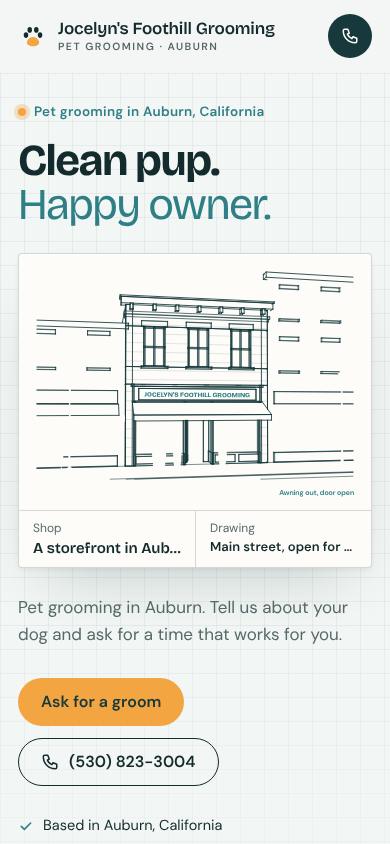 Jocelyn's Foothill Grooming
PET GROOMING · AUBURN
Pet grooming in Auburn, California
Clean pup.
Happy owner.
JOCELYN'S FOOTHILL GROOMING
Awning out, door open
Shop
A storefront in Aub...
Drawing
Main street, open for ...
Pet grooming in Auburn. Tell us about your
dog and ask for a time that works for you.
Ask for a groom
(530) 823-3004
Based in Auburn, California